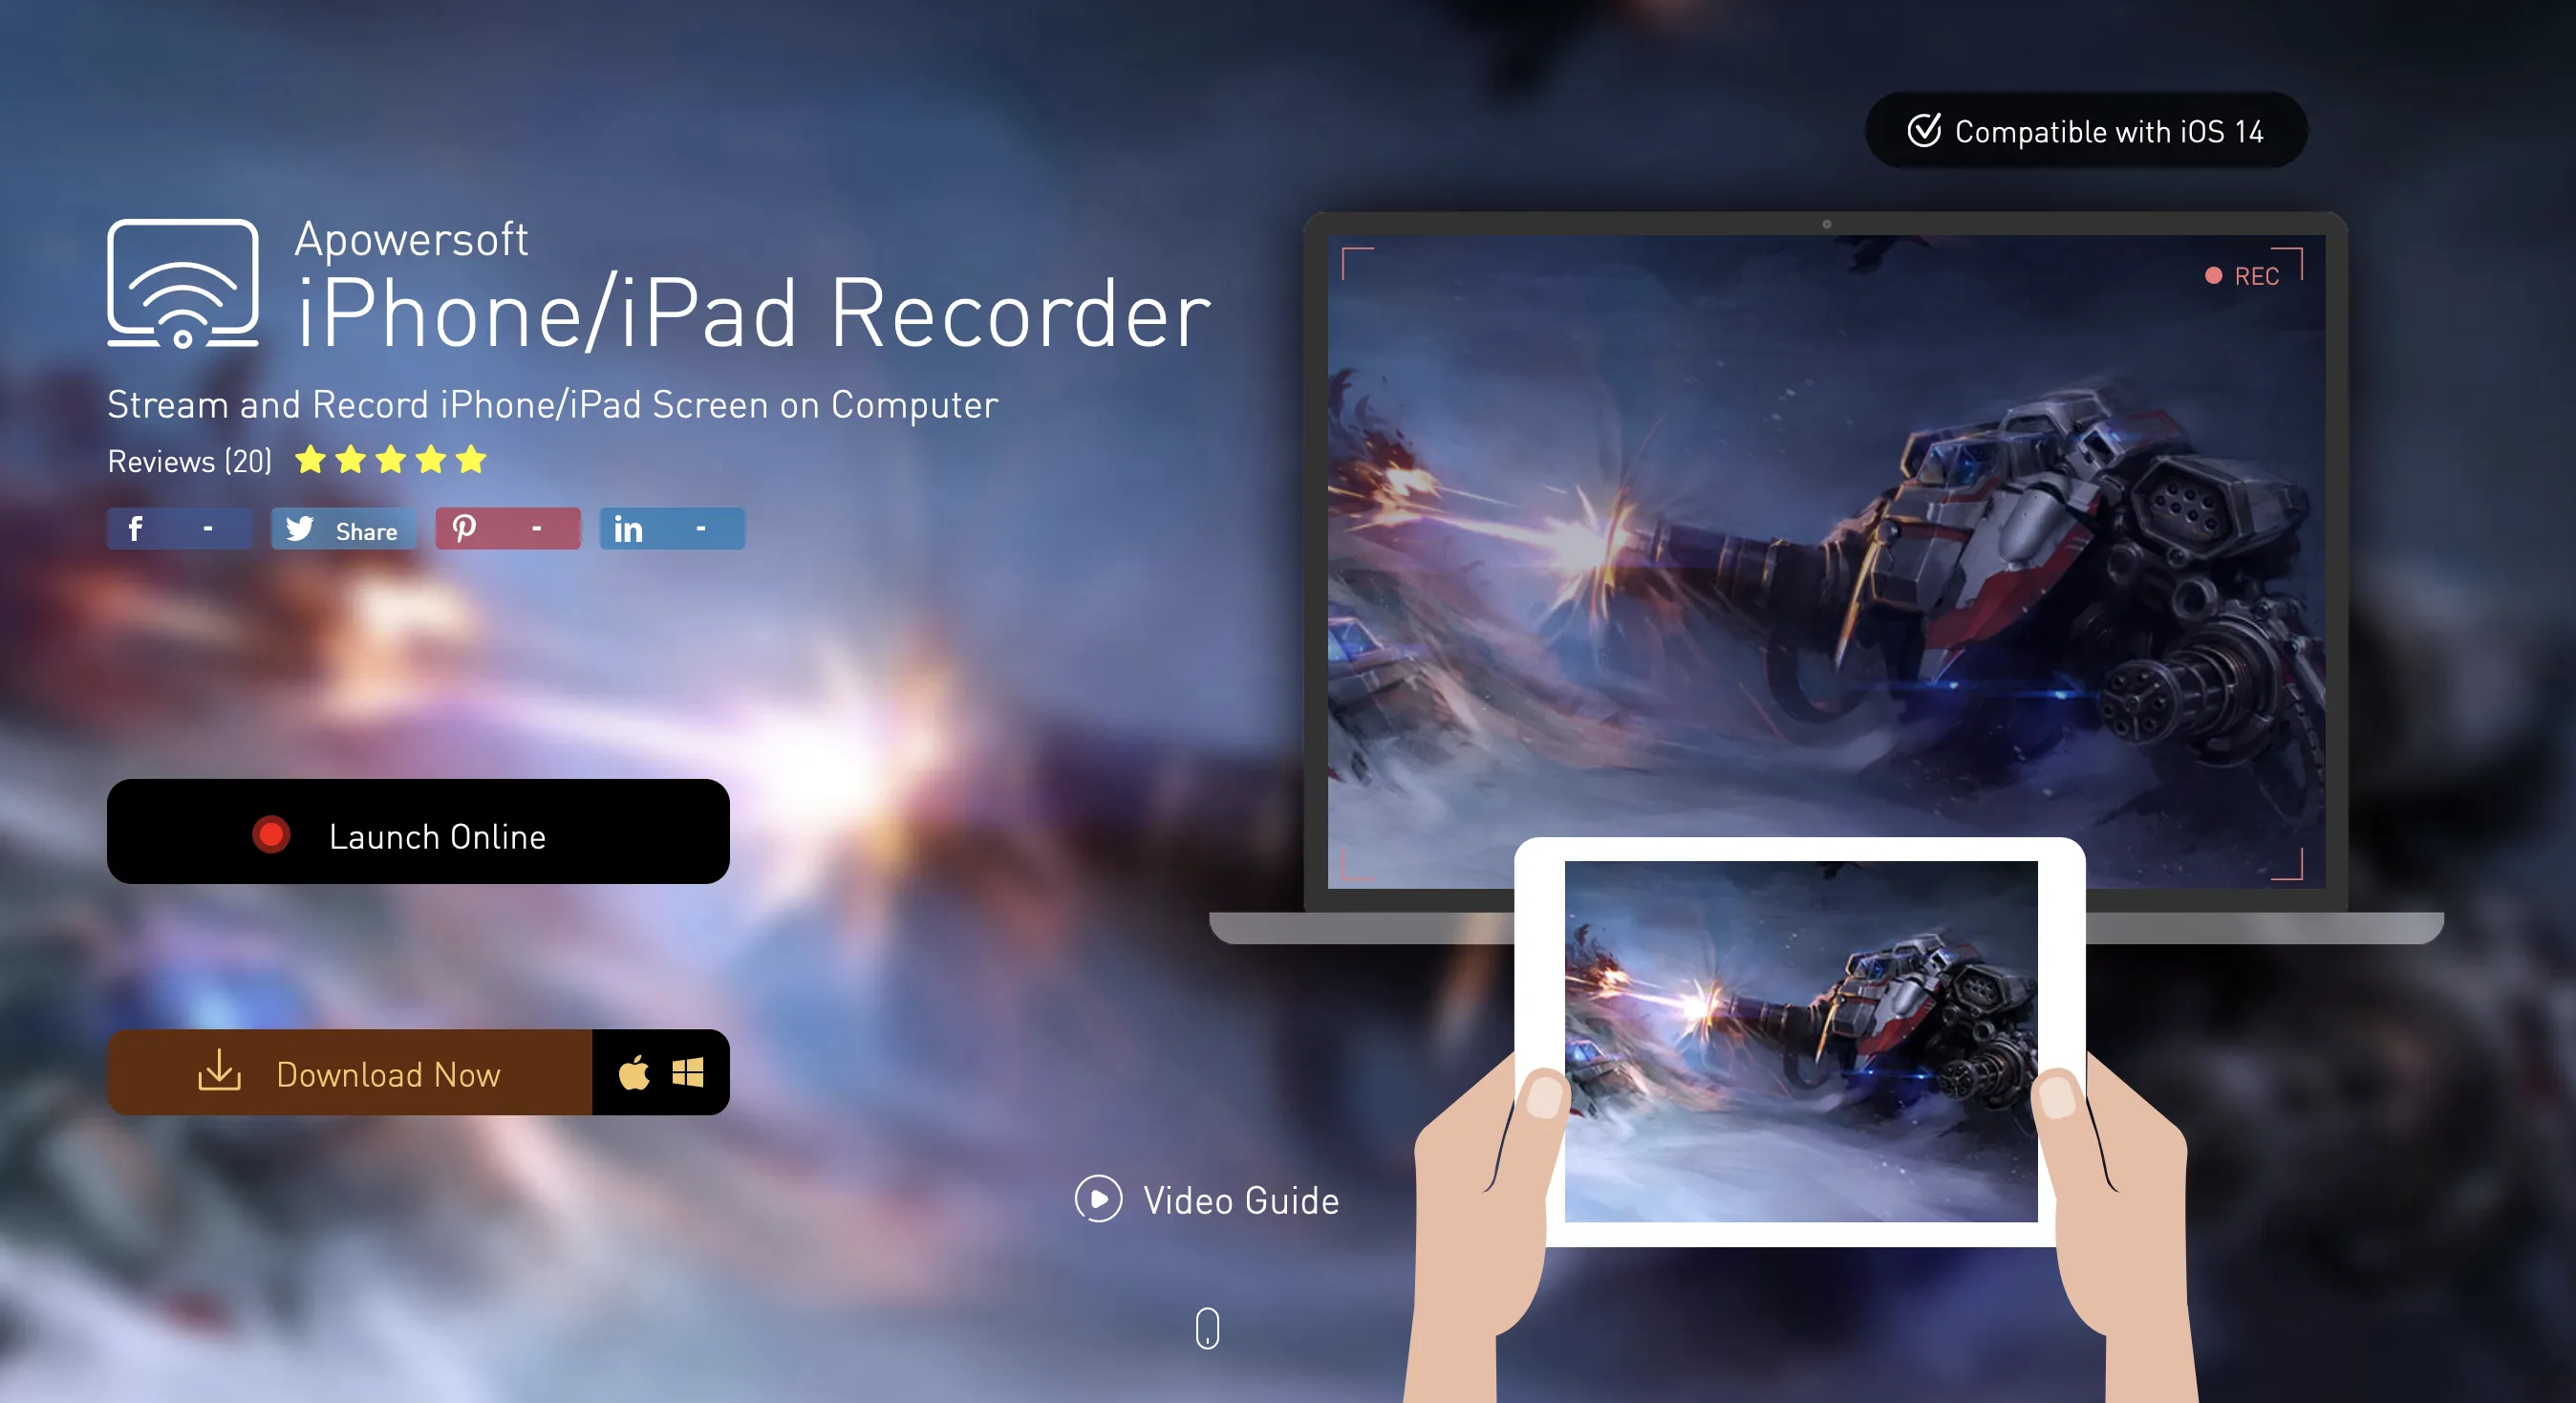 Compatible with iOS 14
Apowersoft
iPhone/iPad Recorder
REC
Stream and Record iPhone/iPad Screen on Computer
Reviews (20)
f - Share - in -
Launch Online
Download Now
Video Guide